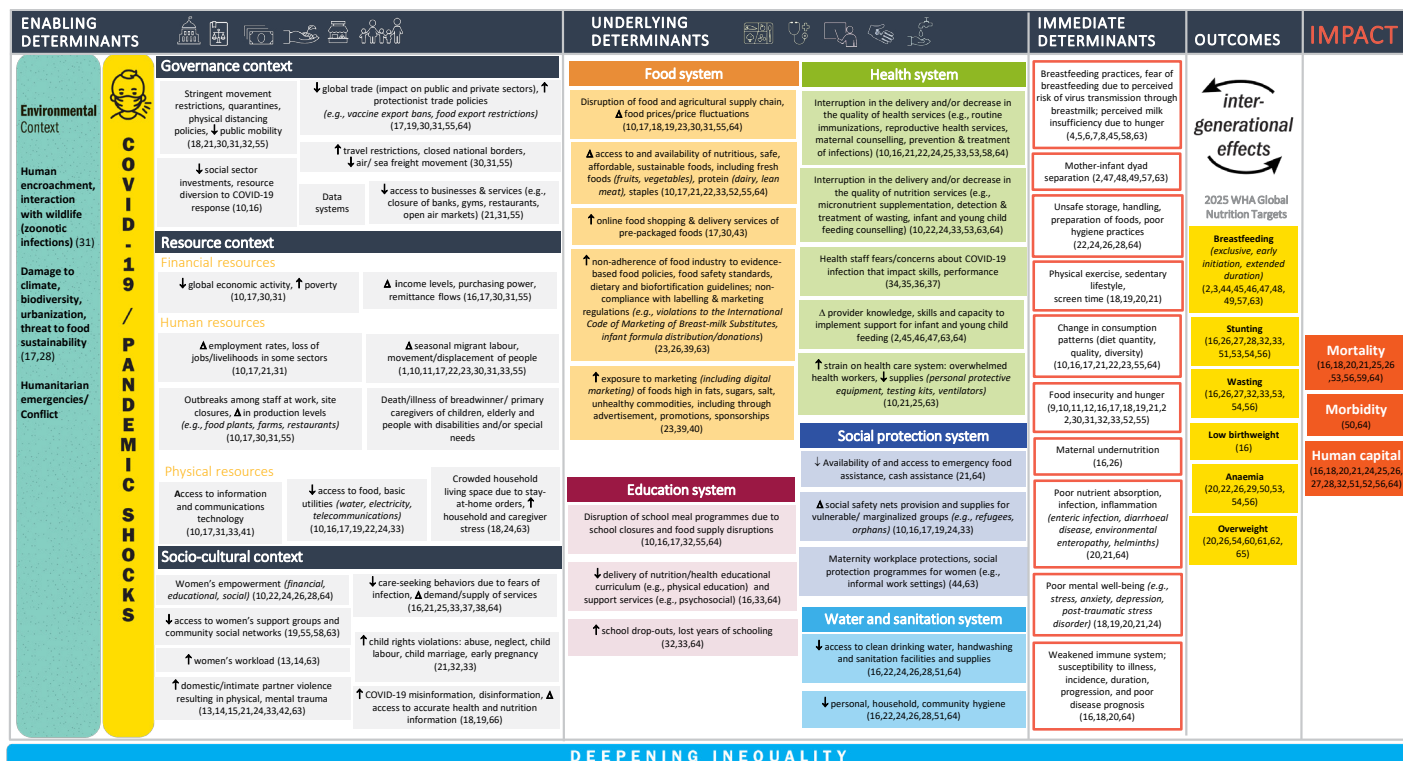 ENABLING
DETERMINANTS
UNDERLYING
DETERMINANTS
IMMEDIATE
DETERMINANTS
OUTCOMES
IMPACT
Environmental
Context
Human
encroachment,
interaction
with wildlife
(zoonotic
infections) (31)
Damage to
climate,
biodiversity,
urbanization,
threat to food
sustainability
(17,28)
Humanitarian
emergencies/
Conflict
COVID-19 / PANDEMIC SHOCKS
Governance context
Stringent movement
restrictions, quarantines,
physical distancing
policies, ↓ public mobility
(18,21,30,31,32,55)
↓ global trade (impact on public and private sectors), ↑
protectionist trade policies
(e.g., vaccine export bans, food export restrictions)
(17,19,30,31,55,64)
↑ travel restrictions, closed national borders,
↓ air/ sea freight movement (30,31,55)
↓ social sector
investments, resource
diversion to COVID-19
response (10,16)
Data
systems
↓ access to businesses & services (e.g.,
closure of banks, gyms, restaurants,
open air markets) (21,31,55)
Resource context
Financial resources
↓ global economic activity, ↑ poverty
(10,17,30,31)
Δ income levels, purchasing power,
remittance flows (16,17,30,31,55)
Human resources
Δ employment rates, loss of
jobs/livelihoods in some sectors
(10,17,21,31)
Δ seasonal migrant labour,
movement/displacement of people
(1,10,11,17,22,23,30,31,33,55)
Outbreaks among staff at work, site
closures, Δ in production levels
(e.g., food plants, farms, restaurants)
(10,17,30,31,55)
Death/illness of breadwinner/ primary
caregivers of children, elderly and
people with disabilities and/or special
needs
Physical resources
Access to information
and communications
technology
(10,17,31,33,41)
↓ access to food, basic
utilities (water, electricity,
telecommunications)
(10,16,17,19,22,24,33)
Crowded household
living space due to stay-
at-home orders, ↑
household and caregiver
stress (18,24,63)
Socio-cultural context
Women's empowerment (financial,
educational, social) (10,22,24,26,28,64)
↓ access to women's support groups and
community social networks (19,55,58,63)
↑ women's workload (13,14,63)
↑ domestic/intimate partner violence
resulting in physical, mental trauma
(13,14,15,21,24,33,42,63)
↓ care-seeking behaviors due to fears of
infection, Δ demand/supply of services
(16,21,25,33,37,38,64)
↑ child rights violations: abuse, neglect, child
labour, child marriage, early pregnancy
(21,32,33)
↑ COVID-19 misinformation, disinformation, Δ
access to accurate health and nutrition
information (18,19,66)
Food system
Disruption of food and agricultural supply chain,
Δ food prices/price fluctuations
(10,17,18,19,23,30,31,55,64)
Δ access to and availability of nutritious, safe,
affordable, sustainable foods, including fresh
foods (fruits, vegetables), protein (dairy, lean
meat), staples (10,17,21,22,33,52,55,64)
↑ online food shopping & delivery services of
pre-packaged foods (17,30,43)
↑ non-adherence of food industry to evidence-
based food policies, food safety standards,
dietary and biofortification guidelines; non-
compliance with labelling & marketing
regulations (e.g., violations to the International
Code of Marketing of Breast-milk Substitutes,
infant formula distribution/donations)
(23,26,39,63)
↑ exposure to marketing (including digital
marketing) of foods high in fats, sugars, salt,
unhealthy commodities, including through
advertisement, promotions, sponsorships
(23,39,40)
Education system
Disruption of school meal programmes due to
school closures and food supply disruptions
(10,16,17,32,55,64)
↓ delivery of nutrition/health educational
curriculum (e.g., physical education) and
support services (e.g., psychosocial) (16,33,64)
↑ school drop-outs, lost years of schooling
(32,33,64)
Health system
Interruption in the delivery and/or decrease in
the quality of health services (e.g., routine
immunizations, reproductive health services,
maternal counselling, prevention & treatment
of infections) (10,16,21,22,24,25,33,53,58,64)
Interruption in the delivery and/or decrease in
the quality of nutrition services (e.g.,
micronutrient supplementation, detection &
treatment of wasting, infant and young child
feeding counselling) (10,22,24,33,53,63,64)
Health staff fears/concerns about COVID-19
infection that impact skills, performance
(34,35,36,37)
Δ provider knowledge, skills and capacity to
implement support for infant and young child
feeding (2,45,46,47,63,64)
↑ strain on health care system: overwhelmed
health workers, ↓ supplies (personal protective
equipment, testing kits, ventilators)
(10,21,25,63)
Social protection system
↓ Availability of and access to emergency food
assistance, cash assistance (21,64)
Δ social safety nets provision and supplies for
vulnerable/ marginalized groups (e.g., refugees,
orphans) (10,16,17,19,24,33)
Maternity workplace protections, social
protection programmes for women (e.g.,
informal work settings) (44,63)
Water and sanitation system
↓ access to clean drinking water, handwashing
and sanitation facilities and supplies
(16,22,24,26,28,51,64)
↓ personal, household, community hygiene
(16,22,24,26,28,51,64)
Breastfeeding practices, fear of
breastfeeding due to perceived
risk of virus transmission through
breastmilk; perceived milk
insufficiency due to hunger
(4,5,6,7,8,45,58,63)
Mother-infant dyad
separation (2,47,48,49,57,63)
Unsafe storage, handling,
preparation of foods, poor
hygiene practices
(22,24,26,28,64)
Physical exercise, sedentary
lifestyle,
screen time (18,19,20,21)
Change in consumption
patterns (diet quantity,
quality, diversity)
(10,16,17,21,22,23,55,64)
Food insecurity and hunger
(9,10,11,12,16,17,18,19,21,2
2,30,31,32,33,52,55)
Maternal undernutrition
(16,26)
Poor nutrient absorption,
infection, inflammation
(enteric infection, diarrhoeal
disease, environmental
enteropathy, helminths)
(20,21,64)
Poor mental well-being (e.g.,
stress, anxiety, depression,
post-traumatic stress
disorder) (18,19,20,21,24)
Weakened immune system;
susceptibility to illness,
incidence, duration,
progression, and poor
disease prognosis
(16,18,20,64)
inter-
generational
effects
2025 WHA Global
Nutrition Targets
Breastfeeding
(exclusive, early
initiation, extended
duration)
(2,3,44,45,46,47,48,
49,57,63)
Stunting
(16,26,27,28,32,33,
51,53,54,56)
Wasting
(16,26,27,32,33,53,
54,56)
Low birthweight
(16)
Anaemia
(20,22,26,29,50,53,
54,56)
Overweight
(20,26,54,60,61,62,
65)
Mortality
(16,18,20,21,25,26
,53,56,59,64)
Morbidity
(50,64)
Human capital
(16,18,20,21,24,25,26,
27,28,32,51,52,56,64)
DEEPENING INEQUALITY